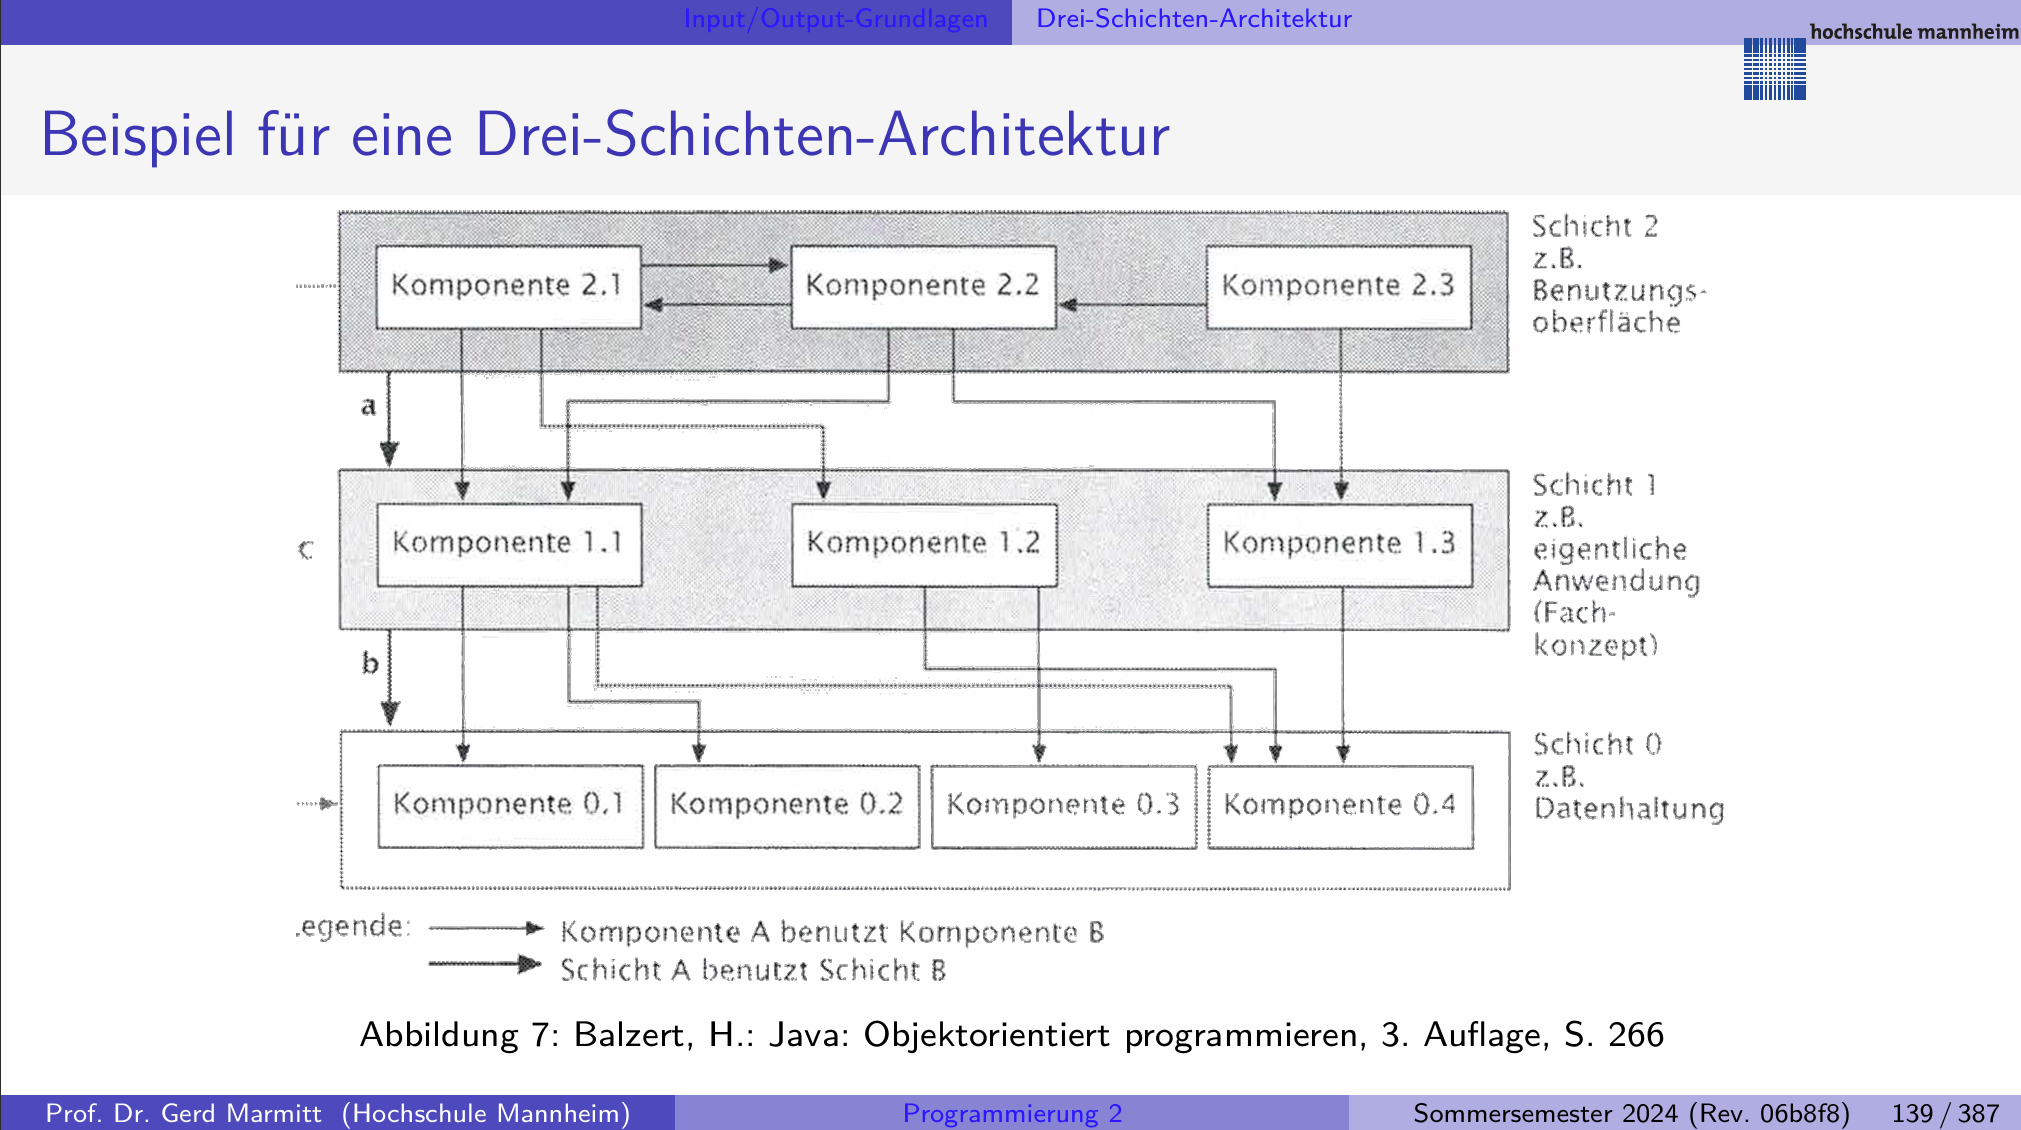 Input/Output-Grundlagen Drei-Schichten-Architektur
hochschule mannheim
Beispiel für eine Drei-Schichten-Architektur
Schicht 2
z.B.
Benutzungs-
oberfläche
Komponente 2.1 Komponente 2.2 Komponente 2.3
a
Schicht 1
z.B.
eigentliche
Anwendung
(Fach-
konzept)
c
Komponente 1.1 Komponente 1.2 Komponente 1.3
b
Schicht 0
z.B.
Datenhaltung
Komponente 0.1 Komponente 0.2 Komponente 0.3 Komponente 0.4
.egende: Komponente A benutzt Komponente B
Schicht A benutzt Schicht B
Abbildung 7: Balzert, H.: Java: Objektorientiert programmieren, 3. Auflage, S. 266
Prof. Dr. Gerd Marmitt (Hochschule Mannheim) Programmierung 2 Sommersemester 2024 (Rev. 06b8f8) 139 / 387